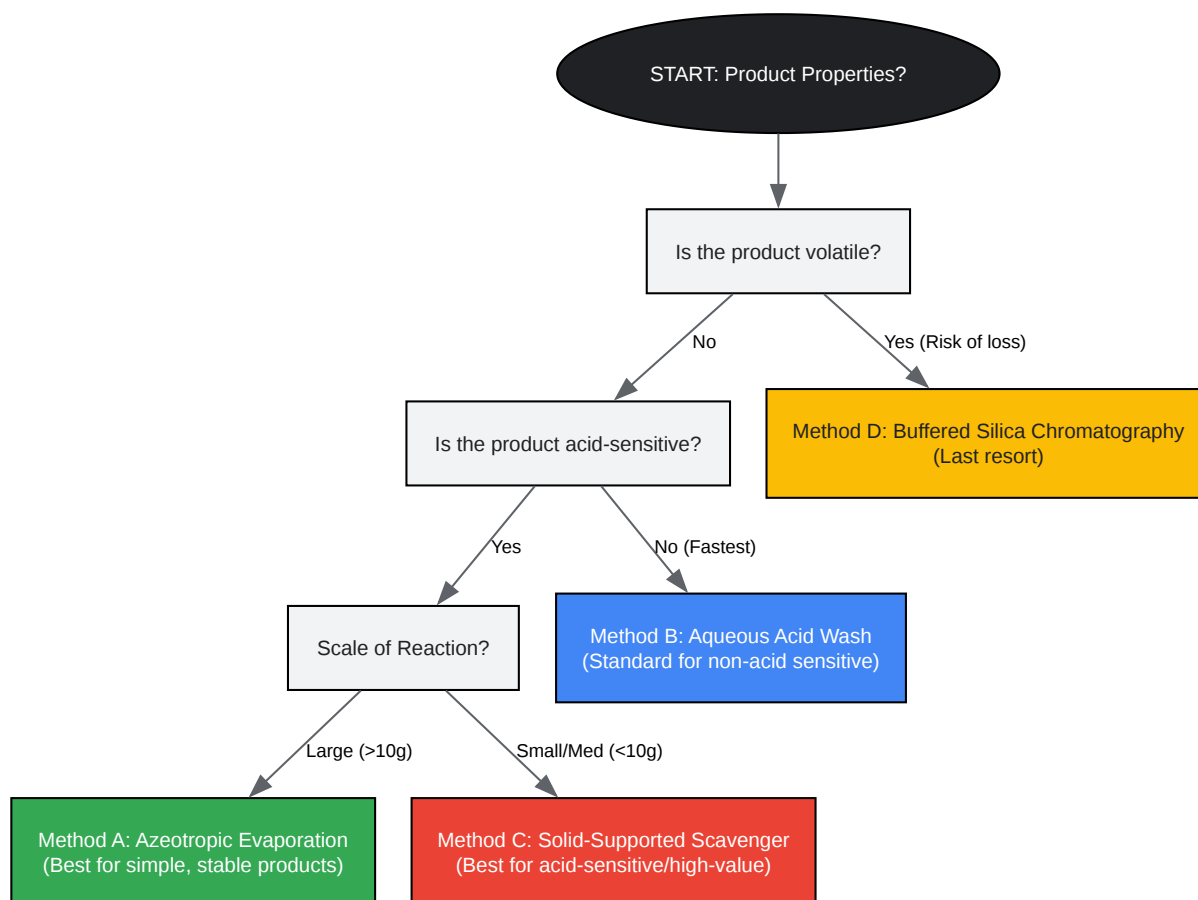 START: Product Properties?
Is the product volatile?
No
Yes (Risk of loss)
Is the product acid-sensitive?
Method D: Buffered Silica Chromatography
(Last resort)
Yes
No (Fastest)
Scale of Reaction?
Method B: Aqueous Acid Wash
(Standard for non-acid sensitive)
Large (>10g)
Small/Med (<10g)
Method A: Azeotropic Evaporation
(Best for simple, stable products)
Method C: Solid-Supported Scavenger
(Best for acid-sensitive/high-value)